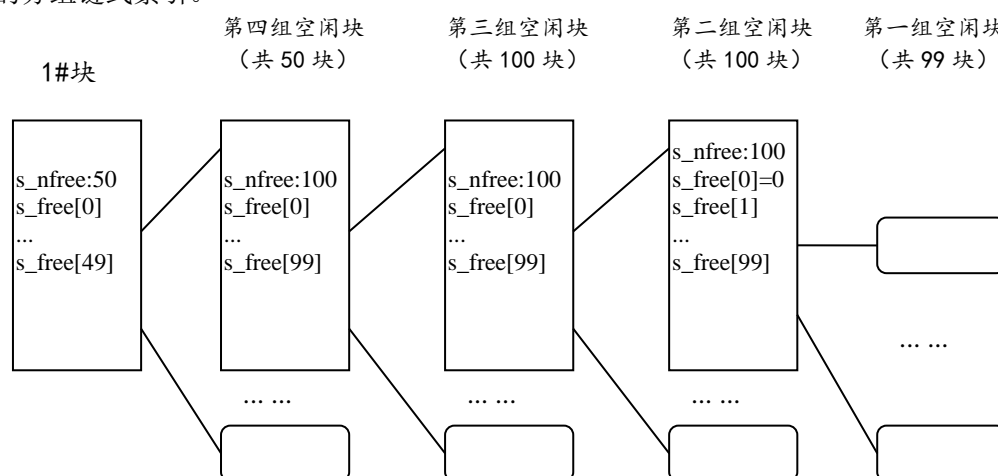 的分组链式索引。
第四组空闲块
（共 50 块）
第三组空闲块
（共 100 块）
第二组空闲块
（共 100 块）
第一组空闲块
（共 99 块）
1#块
s_nfree:50
s_free[0]
...
s_free[49]
s_nfree:100
s_free[0]
...
s_free[99]
s_nfree:100
s_free[0]
...
s_free[99]
s_nfree:100
s_free[0]=0
s_free[1]
...
s_free[99]
... ...
... ...
... ...
... ...